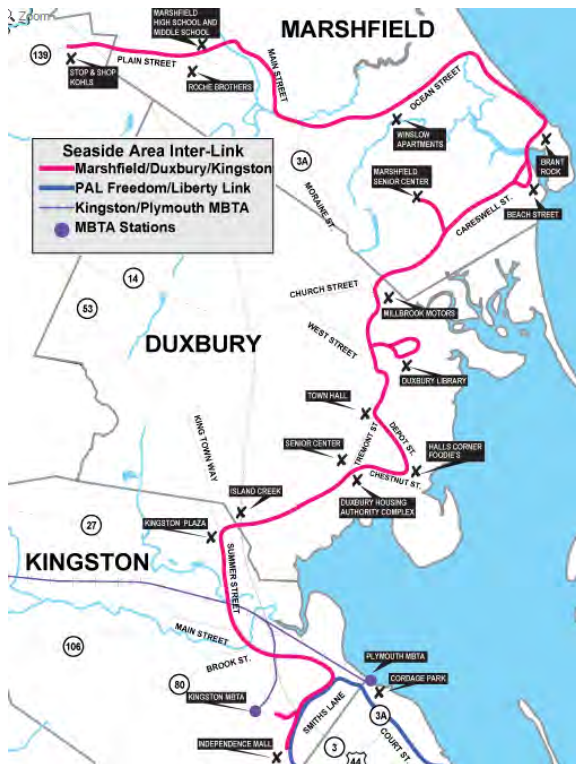 Zoom
MARSHFIELD
HIGH SCHOOL AND
MIDDLE SCHOOL
MARSHFIELD
139
PLAIN STREET
STOP & SHOP
KOHLS
ROCHE BROTHERS
MAIN STREET
OCEAN STREET
WINSLOW
APARTMENTS
3A
BRANT
ROCK
MARSHFIELD
SENIOR CENTER
BEACH STREET
Seaside Area Inter-Link
Marshfield/Duxbury/Kingston
PAL Freedom/Liberty Link
Kingston/Plymouth MBTA
MBTA Stations
MORAINE ST.
CARESWELL ST.
14
53
CHURCH STREET
MILLBROOK MOTORS
DUXBURY
WEST STREET
DUXBURY LIBRARY
TOWN HALL
TREMONT ST.
DEPOT ST.
SENIOR CENTER
HALLS CORNER
FOODIE'S
CHESTNUT ST.
DUXBURY HOUSING
AUTHORITY COMPLEX
KING TOWN WAY
ISLAND CREEK
27
KINGSTON PLAZA
KINGSTON
SUMMER STREET
MAIN STREET
106
BROOK ST.
PLYMOUTH MBTA
80
KINGSTON MBTA
CORDAGE PARK
SMITHS LANE
3A
COURT ST.
INDEPENDENCE MALL
3
44